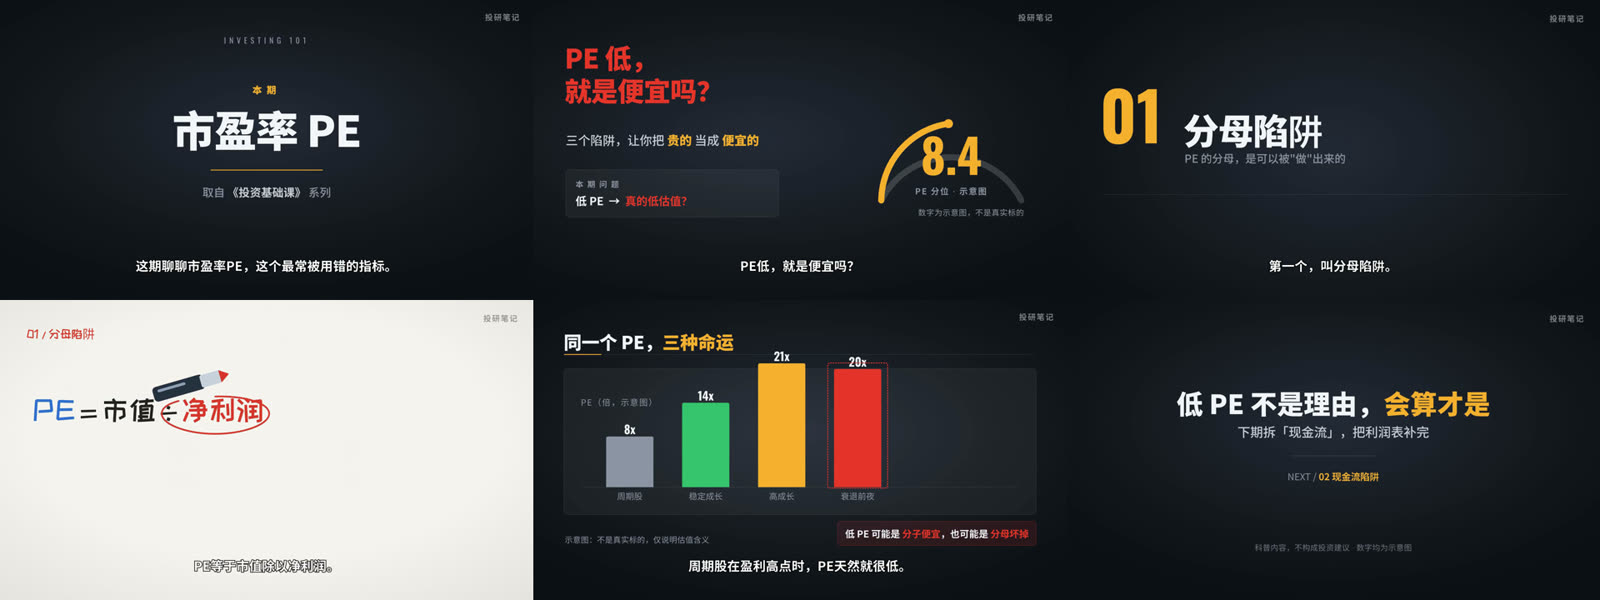 投研笔记
INVESTING 101
本期
市盈率 PE
取自 《投资基础课》 系列
这期聊聊市盈率PE，这个最常被用错的指标。
投研笔记
PE 低，
就是便宜吗？
三个陷阱，让你把 贵的 当成 便宜的
本期问题
低 PE → 真的低估值？
8.4
PE 分位 · 示意图
数字为示意图，不是真实标的
PE低，就是便宜吗？
投研笔记
01
分母陷阱
PE 的分母，是可以被"做"出来的
第一个，叫分母陷阱。
投研笔记
01 / 分母陷阱
PE = 市值 ÷ 净利润
PE等于市值除以净利润。
投研笔记
同一个 PE，三种命运
PE（倍，示意图）
8x
14x
21x
20x
周期股
稳定成长
高成长
衰退前夜
低 PE 可能是 分子便宜，也可能是 分母坏掉
示意图：不是真实标的，仅说明估值含义
周期股在盈利高点时，PE天然就很低。
投研笔记
低 PE 不是理由，会算才是
下期拆「现金流」，把利润表补完
NEXT / 02 现金流陷阱
科普内容，不构成投资建议 · 数字均为示意图